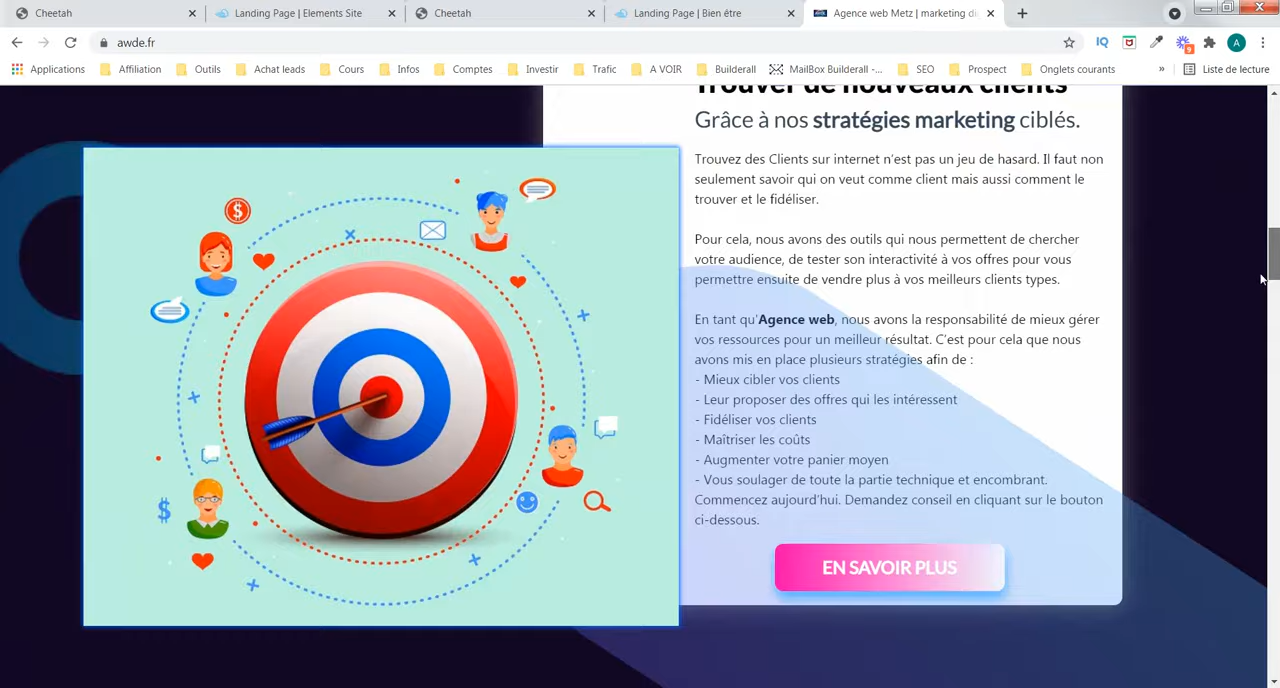 Cheetah
Landing Page | Elements Site
Cheetah
Landing Page | Bien être
Agence web Metz | marketing di
awde.fr
IQ
9
A
Applications
Affiliation
Outils
Achat leads
Cours
Infos
Comptes
Investir
Trafic
A VOIR
Builderall
MailBox Builderall -...
SEO
Prospect
Onglets courants
»
Liste de lecture
Trouver de nouveaux clients
Grâce à nos stratégies marketing ciblés.
Trouvez des Clients sur internet n'est pas un jeu de hasard. Il faut non
seulement savoir qui on veut comme client mais aussi comment le
trouver et le fidéliser.
Pour cela, nous avons des outils qui nous permettent de chercher
votre audience, de tester son interactivité à vos offres pour vous
permettre ensuite de vendre plus à vos meilleurs clients types.
En tant qu'Agence web, nous avons la responsabilité de mieux gérer
vos ressources pour un meilleur résultat. C'est pour cela que nous
avons mis en place plusieurs stratégies afin de :
- Mieux cibler vos clients
- Leur proposer des offres qui les intéressent
- Fidéliser vos clients
- Maîtriser les coûts
- Augmenter votre panier moyen
- Vous soulager de toute la partie technique et encombrant.
Commencez aujourd'hui. Demandez conseil en cliquant sur le bouton
ci-dessous.
EN SAVOIR PLUS
$
$